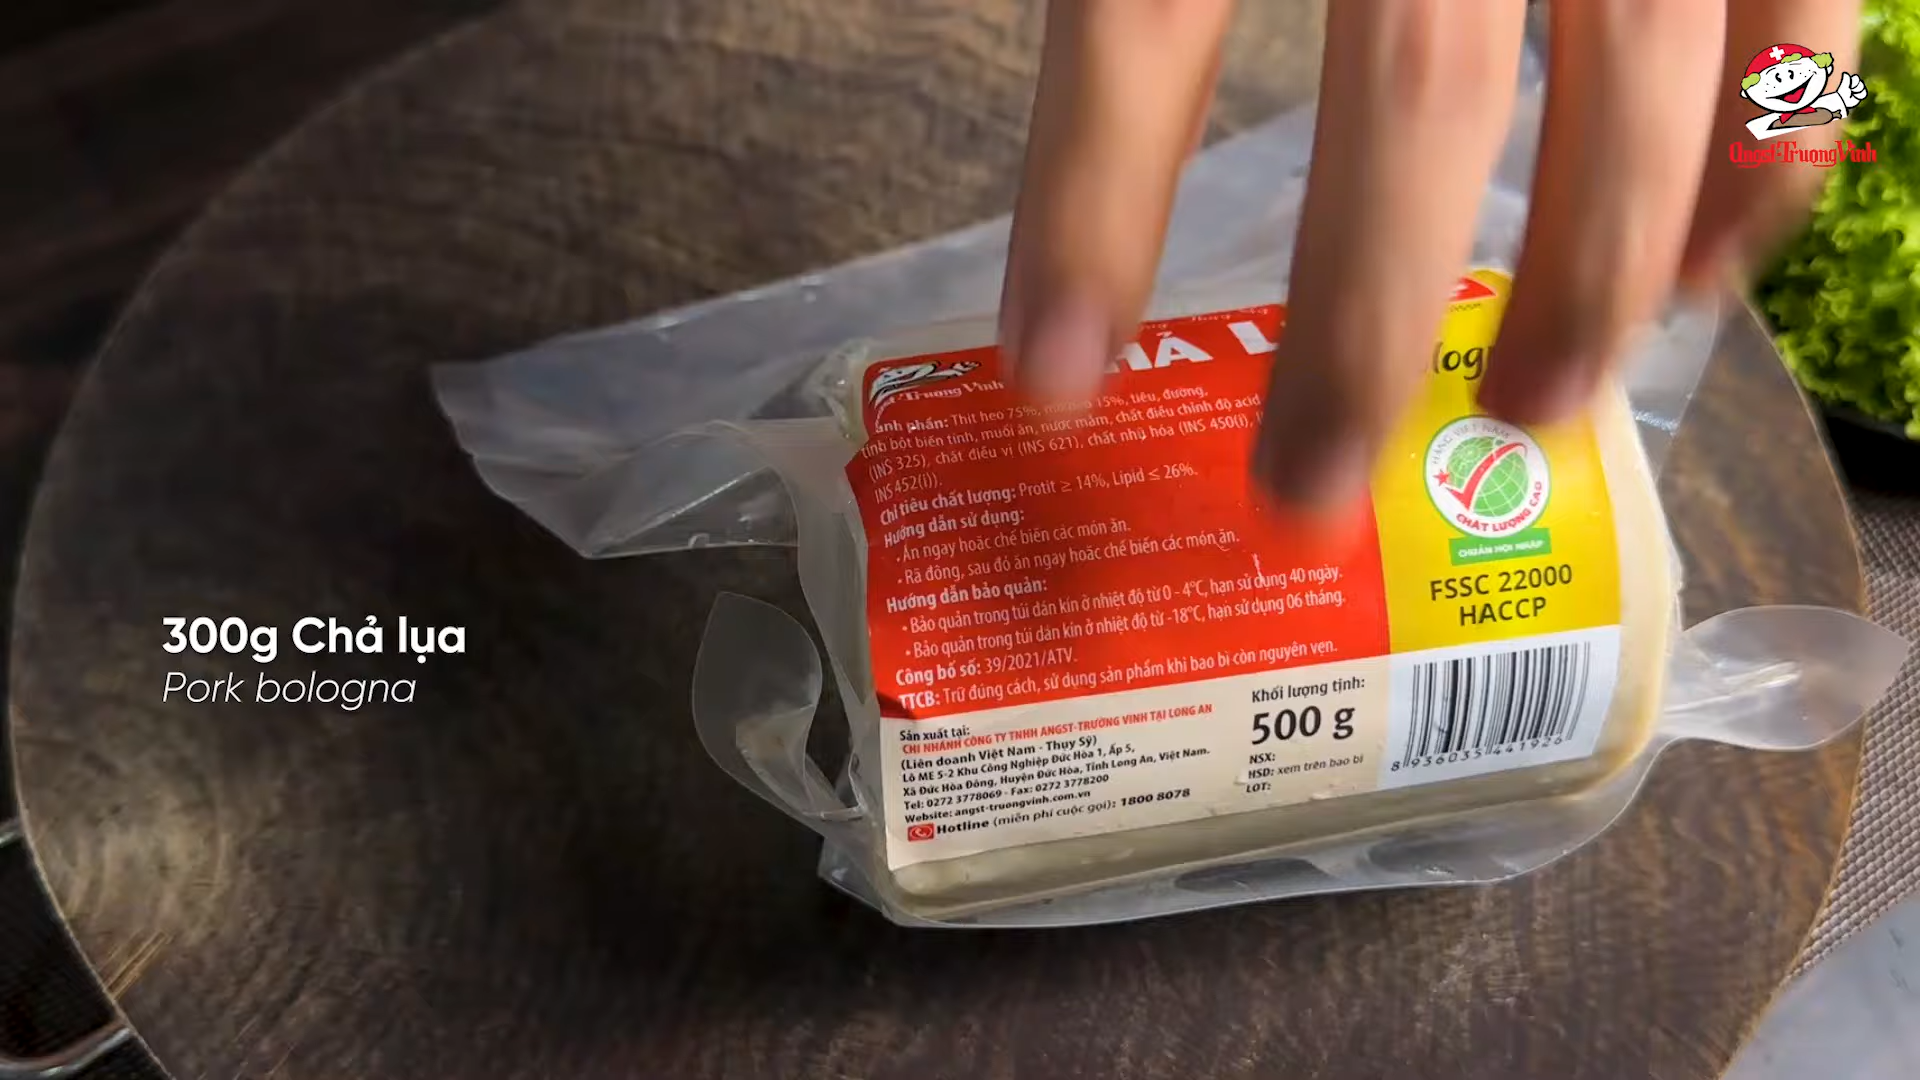 Angst-Trường Vinh
300g Chả lụa
Pork bologna
Trường Vinh
phần: Thịt heo 75%, 15%, tiêu, đường,
tinh bột biến tính, muối ăn, nước mắm, chất điều chỉnh độ acid
(INS 325), chất điều vị (INS 621), chất nhũ hóa (INS 450(i),
INS 452(i)).
Chỉ tiêu chất lượng: Protit ≥ 14%, Lipid ≤ 26%.
Hướng dẫn sử dụng:
• Ăn ngay hoặc chế biến các món ăn.
• Rã đông, sau đó ăn ngay hoặc chế biến các món ăn.
Hướng dẫn bảo quản:
• Bảo quản trong túi dán kín ở nhiệt độ từ 0 - 4°C, hạn sử dụng 40 ngày.
• Bảo quản trong túi dán kín ở nhiệt độ từ -18°C, hạn sử dụng 06 tháng.
Công bố số: 39/2021/ATV.
TTCB: Trữ đúng cách, sử dụng sản phẩm khi bao bì còn nguyên vẹn.
Sản xuất tại:
CHI NHÁNH CÔNG TY TNHH ANGST-TRƯỜNG VINH TẠI LONG AN
(Liên doanh Việt Nam - Thụy Sỹ)
Lô ME 5-2 Khu Công Nghiệp Đức Hòa 1, Ấp 5,
Xã Đức Hòa Đông, Huyện Đức Hòa, Tỉnh Long An, Việt Nam.
Tel: 0272 3778069 - Fax: 0272 3778200
Website: angst-truongvinh.com.vn
Hotline (miễn phí cuộc gọi): 1800 8078
Khối lượng tịnh:
500 g
NSX:
HSD: xem trên bao bì
LOT:
HÀNG VIỆT NAM
CHẤT LƯỢNG CAO
CHUẨN HỘI NHẬP
FSSC 22000
HACCP
8 936035 441926